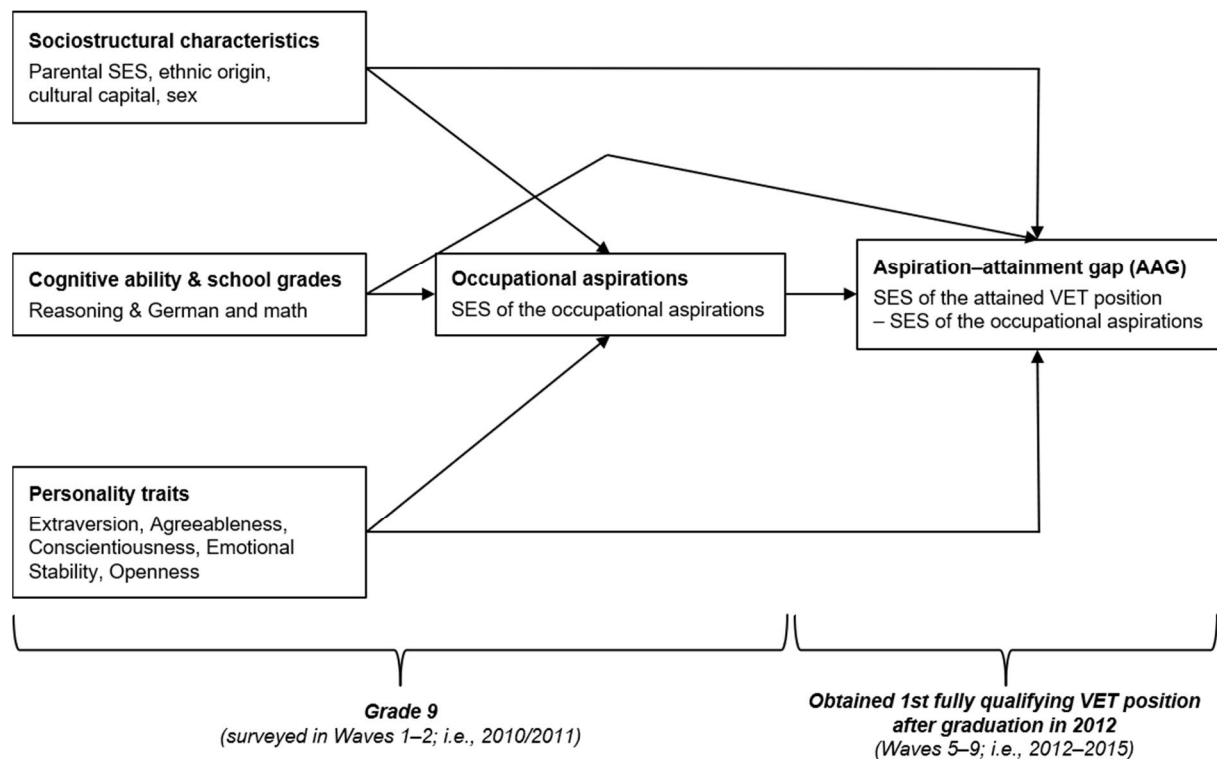 Sociostructural characteristics
Parental SES, ethnic origin,
cultural capital, sex
Cognitive ability & school grades
Reasoning & German and math
Occupational aspirations
SES of the occupational aspirations
Aspiration–attainment gap (AAG)
SES of the attained VET position
– SES of the occupational aspirations
Personality traits
Extraversion, Agreeableness,
Conscientiousness, Emotional
Stability, Openness
Grade 9
(surveyed in Waves 1–2; i.e., 2010/2011)
Obtained 1st fully qualifying VET position
after graduation in 2012
(Waves 5–9; i.e., 2012–2015)